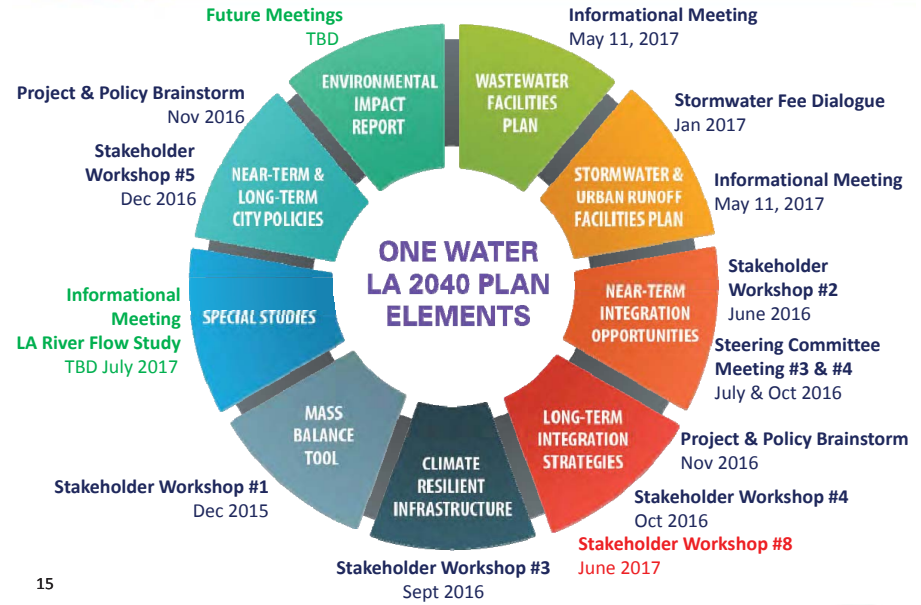 Future Meetings
TBD
Informational Meeting
May 11, 2017
Project & Policy Brainstorm
Nov 2016
Stakeholder
Workshop #5
Dec 2016
Stormwater Fee Dialogue
Jan 2017
Informational Meeting
May 11, 2017
ENVIRONMENTAL
IMPACT
REPORT
WASTEWATER
FACILITIES
PLAN
NEAR-TERM &
LONG-TERM
CITY POLICIES
STORMWATER &
URBAN RUNOFF
FACILITIES PLAN
ONE WATER
LA 2040 PLAN
ELEMENTS
Informational
Meeting
LA River Flow Study
TBD July 2017
SPECIAL STUDIES
NEAR-TERM
INTEGRATION
OPPORTUNITIES
Stakeholder
Workshop #2
June 2016
Steering Committee
Meeting #3 & #4
July & Oct 2016
MASS
BALANCE
TOOL
CLIMATE
RESILIENT
INFRASTRUCTURE
LONG-TERM
INTEGRATION
STRATEGIES
Project & Policy Brainstorm
Nov 2016
Stakeholder Workshop #1
Dec 2015
Stakeholder Workshop #4
Oct 2016
Stakeholder Workshop #8
June 2017
Stakeholder Workshop #3
Sept 2016
15